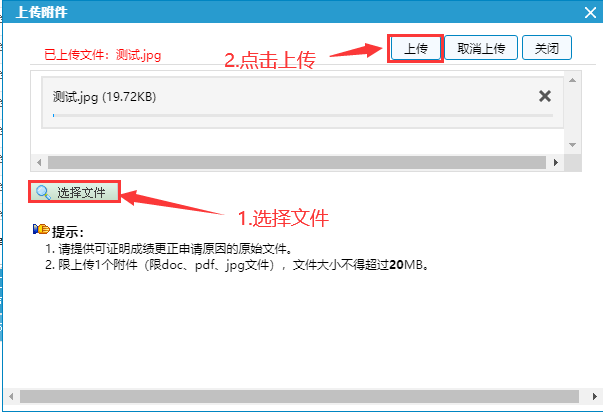 上传附件
已上传文件：测试.jpg
2.点击上传
上传
取消上传
关闭
测试.jpg (19.72KB)
选择文件
1.选择文件
提示：
1. 请提供可证明成绩更正申请原因的原始文件。
2. 限上传1个附件（限doc、pdf、jpg文件），文件大小不得超过20MB。